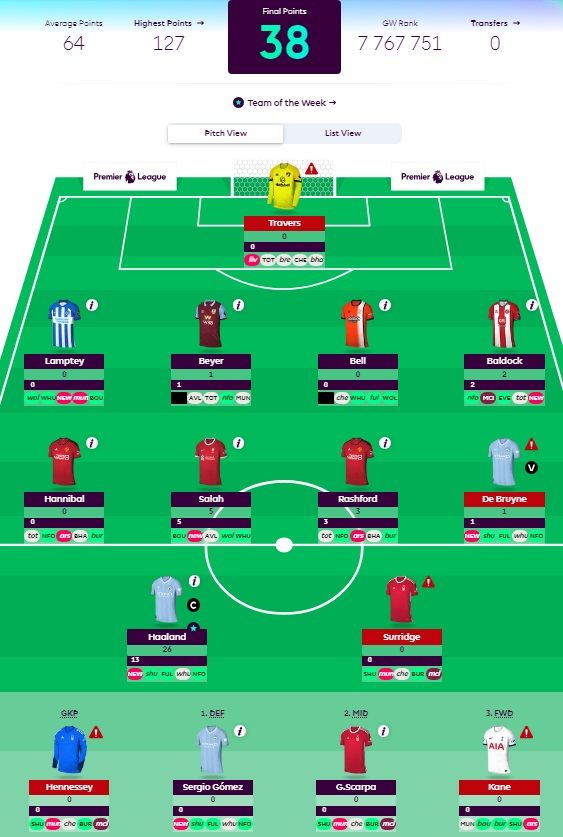 Average Points
Highest Points →
Final Points
GW Rank
Transfers →
64
127
38
7 767 751
0
Team of the Week →
Pitch View
List View
Premier League
Premier League
Travers
0
0
liv TOT bre CHE bha
Lamptey
Beyer
Bell
Baldock
0
1
0
2
0
1
0
2
wol WHU NEW mun BOU
AVL TOT nfo MUN
che WHU ful WOL
nfo MCI EVE tot NEW
V
Hannibal
Salah
Rashford
De Bruyne
0
5
3
1
0
5
3
1
tot NFO ars BHA bur
BOU new AVL wol WHU
tot NFO ars BHA bur
NEW shu FUL whu NFO
C
Haaland
Surridge
26
0
13
0
NEW shu FUL whu NFO
SHU mun che BUR mci
GKP
1. DEF
2. MID
3. FWD
AIA
Hennessey
Sergio Gómez
G.Scarpa
Kane
0
0
0
0
0
0
0
0
SHU mun che BUR mci
NEW shu FUL whu NFO
SHU mun che BUR mci
MUN bou bur SHU ars